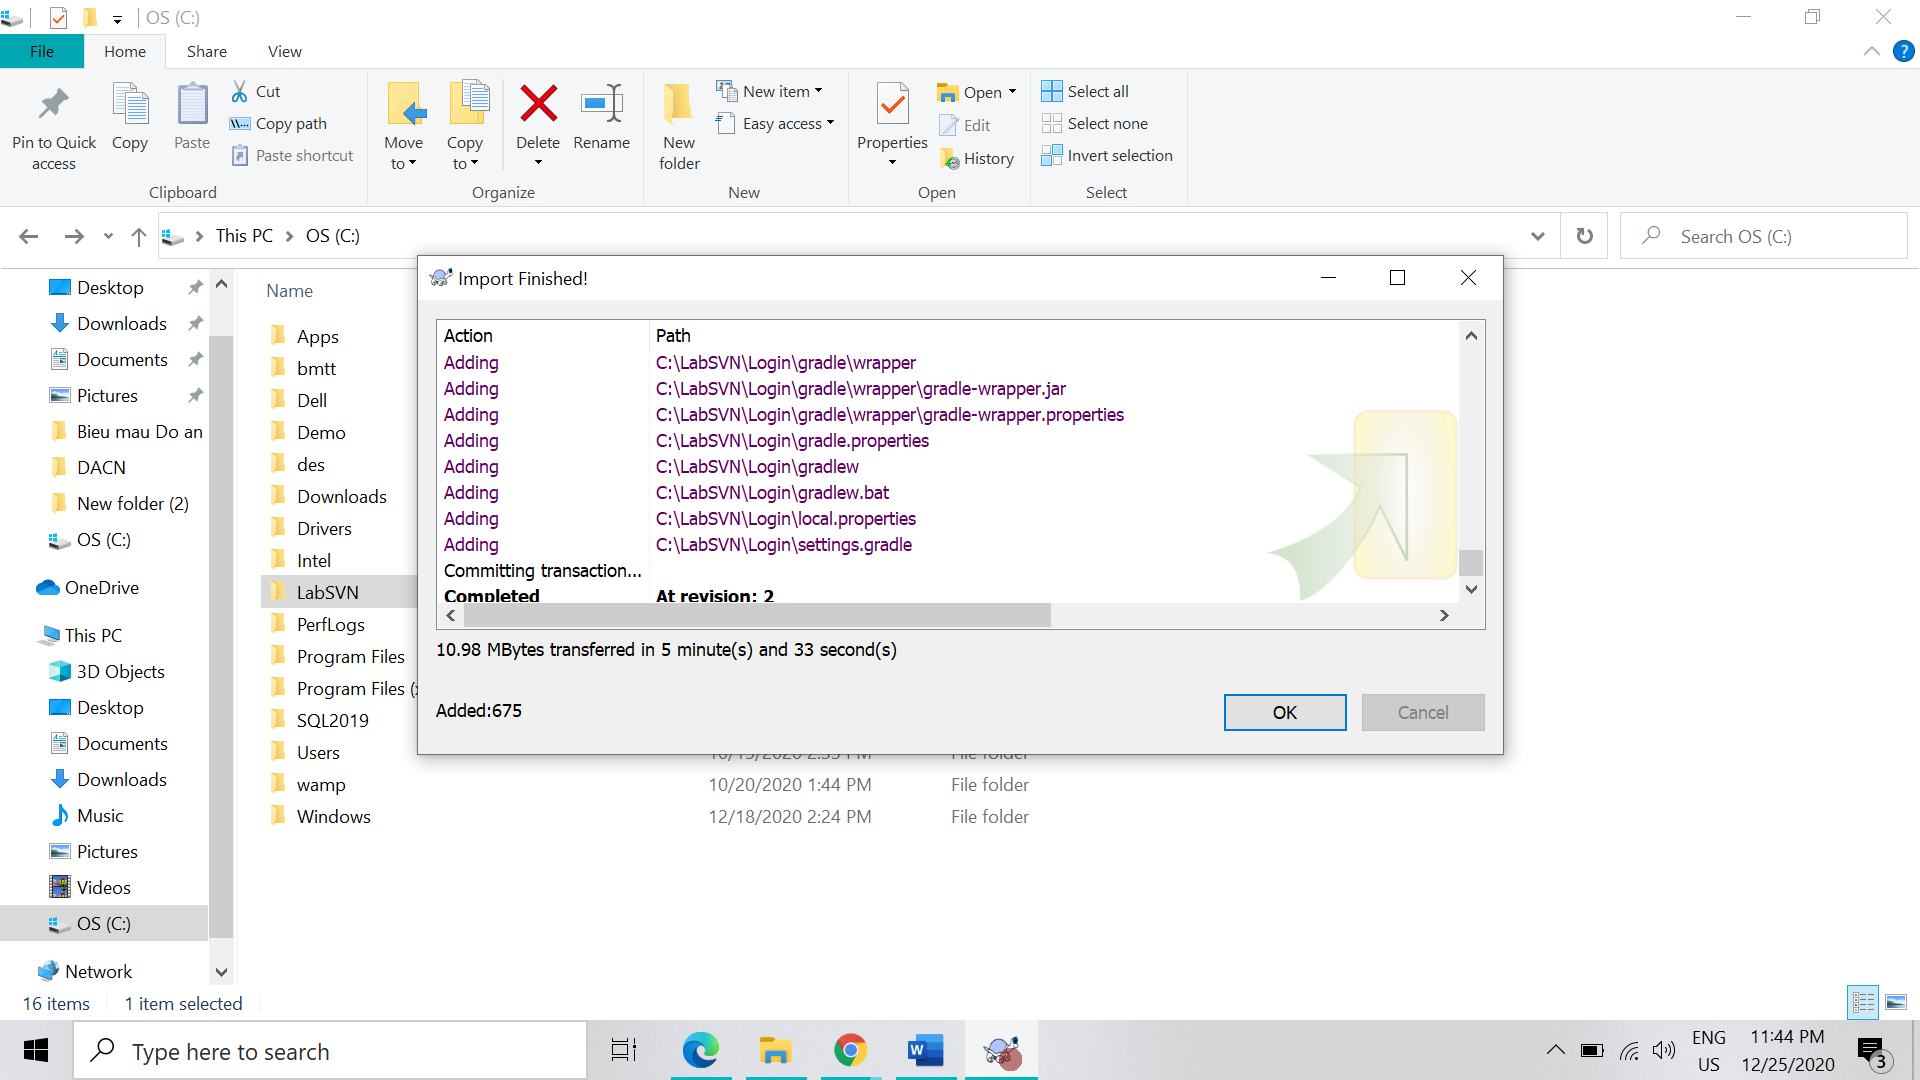 OS (C:)
File
Home
Share
View
Pin to Quick access
Copy
Paste
Cut
Copy path
Paste shortcut
Clipboard
Move to
Copy to
Delete
Rename
Organize
New folder
New item
Easy access
New
Properties
Open
Edit
History
Open
Select all
Select none
Invert selection
Select
This PC
OS (C:)
Search OS (C:)
Desktop
Downloads
Documents
Pictures
Bieu mau Do an
DACN
New folder (2)
OS (C:)
OneDrive
This PC
3D Objects
Desktop
Documents
Downloads
Music
Pictures
Videos
OS (C:)
Network
Name
Apps
bmtt
Dell
Demo
des
Downloads
Drivers
Intel
LabSVN
PerfLogs
Program Files
Program Files (
SQL2019
Users
wamp 10/20/2020 1:44 PM File folder
Windows 12/18/2020 2:24 PM File folder
Import Finished!
Action Path
Adding C:\LabSVN\Login\gradle\wrapper
Adding C:\LabSVN\Login\gradle\wrapper\gradle-wrapper.jar
Adding C:\LabSVN\Login\gradle\wrapper\gradle-wrapper.properties
Adding C:\LabSVN\Login\gradle.properties
Adding C:\LabSVN\Login\gradlew
Adding C:\LabSVN\Login\gradlew.bat
Adding C:\LabSVN\Login\local.properties
Adding C:\LabSVN\Login\settings.gradle
Committing transaction...
Completed At revision: 2
10.98 MBytes transferred in 5 minute(s) and 33 second(s)
Added:675
OK
Cancel
16 items
1 item selected
Type here to search
ENG
US
11:44 PM
12/25/2020
3